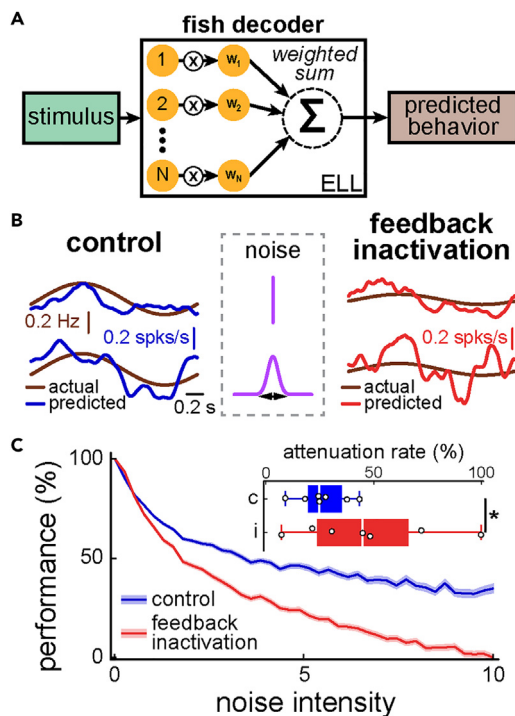 A
fish decoder
stimulus
1 x w1
2 x w2
N x wN
weighted
sum
Σ
ELL
predicted
behavior
B
control
noise
feedback
inactivation
0.2 Hz
0.2 spks/s
actual
predicted
0.2 s
0.2 spks/s
actual
predicted
C
performance (%)
100
50
0
attenuation rate (%)
0 50 100
c
i
*
control
feedback
inactivation
0 5 10
noise intensity